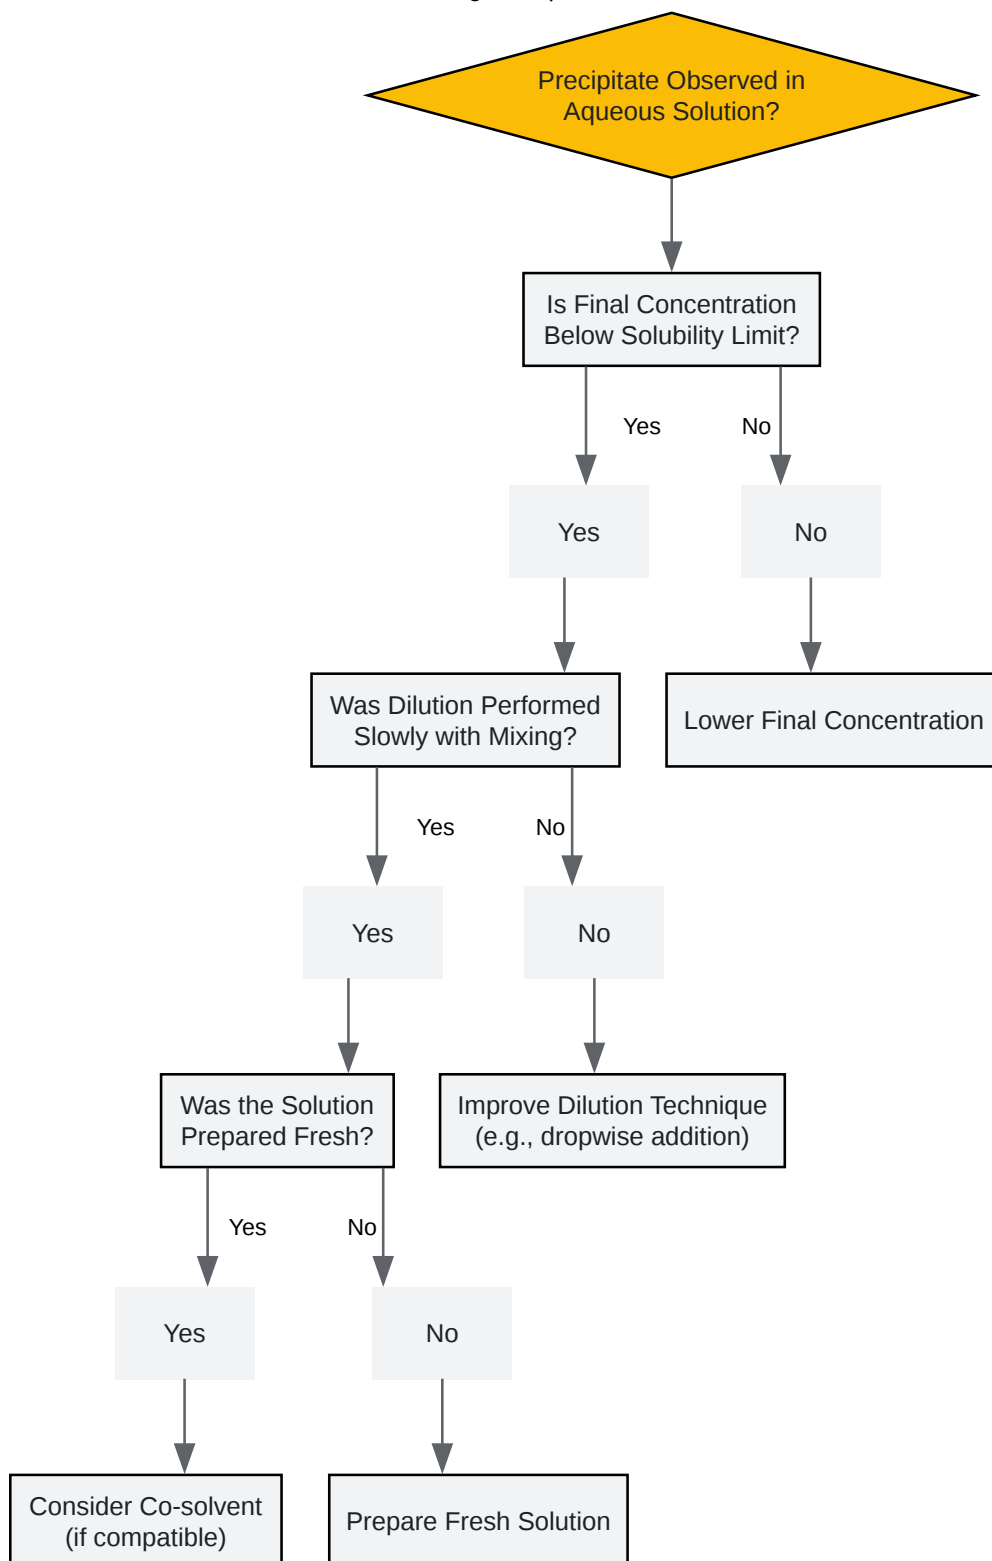 Precipitate Observed in
Aqueous Solution?
Is Final Concentration
Below Solubility Limit?
Yes
No
Yes
No
Was Dilution Performed
Slowly with Mixing?
Lower Final Concentration
Yes
No
Yes
No
Was the Solution
Prepared Fresh?
Improve Dilution Technique
(e.g., dropwise addition)
Yes
No
Yes
No
Consider Co-solvent
(if compatible)
Prepare Fresh Solution